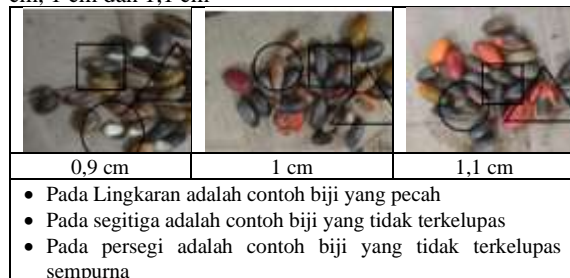 cm, 1 cm dan 1,1 cm
0,9 cm
1 cm
1,1 cm
• Pada Lingkaran adalah contoh biji yang pecah
• Pada segitiga adalah contoh biji yang tidak terkelupas
• Pada persegi adalah contoh biji yang tidak terkelupas
sempurna